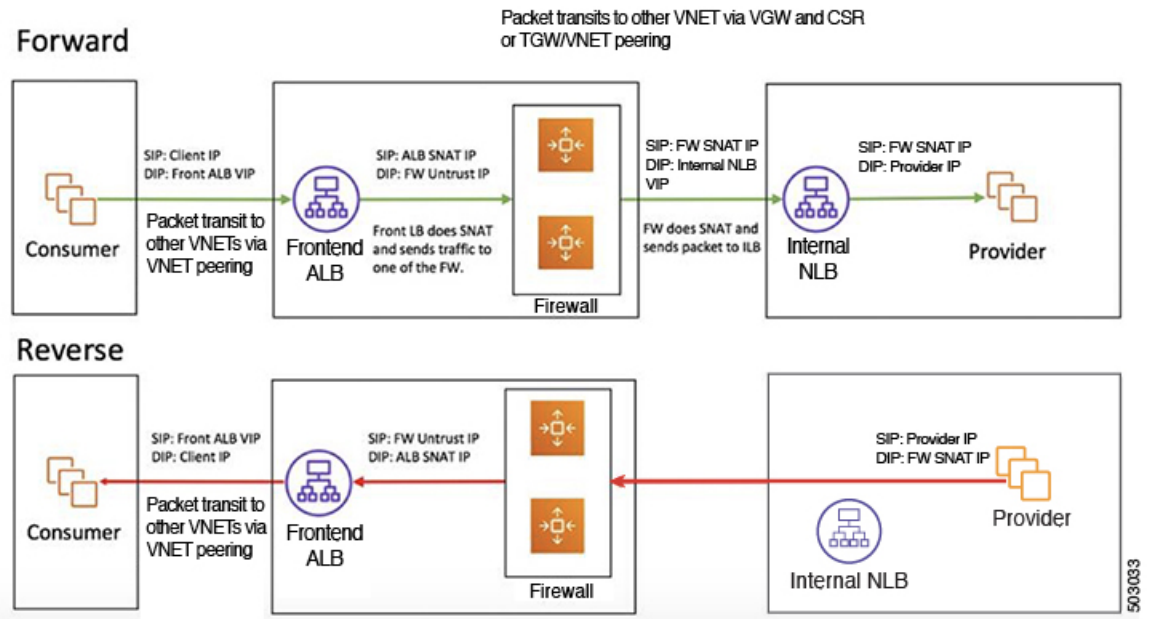 Packet transits to other VNET via VGW and CSR
or TGW/VNET peering
Forward
SIP: Client IP
DIP: Front ALB VIP
Packet transit to
other VNETs via
VNET peering
Consumer
Frontend
ALB
SIP: ALB SNAT IP
DIP: FW Untrust IP
Front LB does SNAT
and sends traffic to
one of the FW.
Firewall
SIP: FW SNAT IP
DIP: Internal NLB
VIP
FW does SNAT and
sends packet to ILB
Internal
NLB
SIP: FW SNAT IP
DIP: Provider IP
Provider
Reverse
SIP: Front ALB VIP
DIP: Client IP
Packet transit to
other VNETs via
VNET peering
Consumer
Frontend
ALB
SIP: FW Untrust IP
DIP: ALB SNAT IP
Firewall
SIP: Provider IP
DIP: FW SNAT IP
Provider
Internal NLB
503033